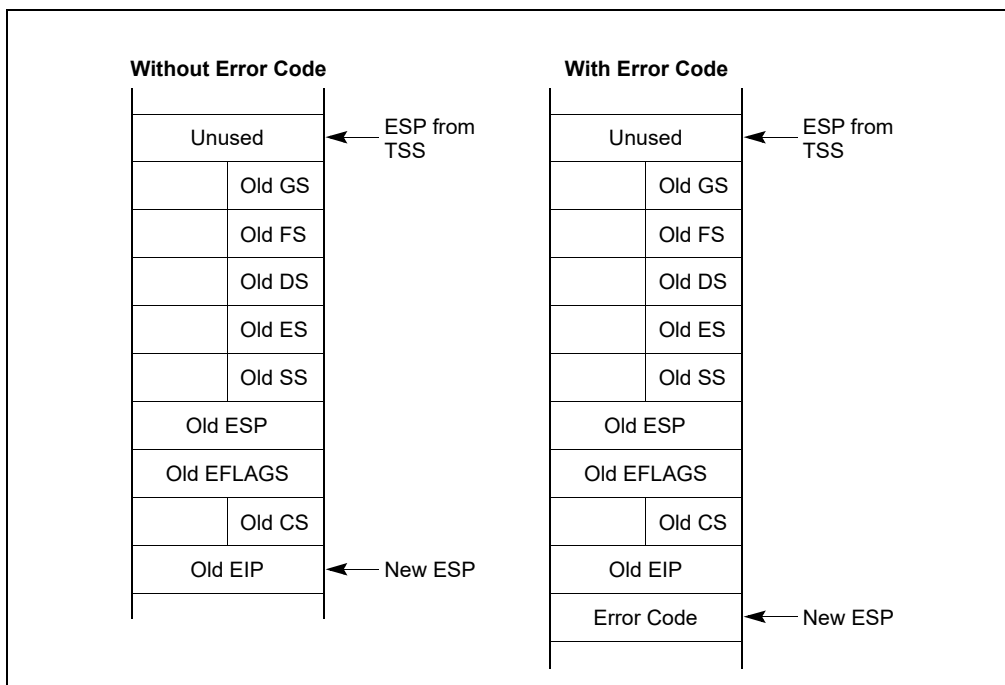 Without Error Code
Unused
ESP from
TSS
Old GS
Old FS
Old DS
Old ES
Old SS
Old ESP
Old EFLAGS
Old CS
Old EIP
New ESP
With Error Code
Unused
ESP from
TSS
Old GS
Old FS
Old DS
Old ES
Old SS
Old ESP
Old EFLAGS
Old CS
Old EIP
Error Code
New ESP